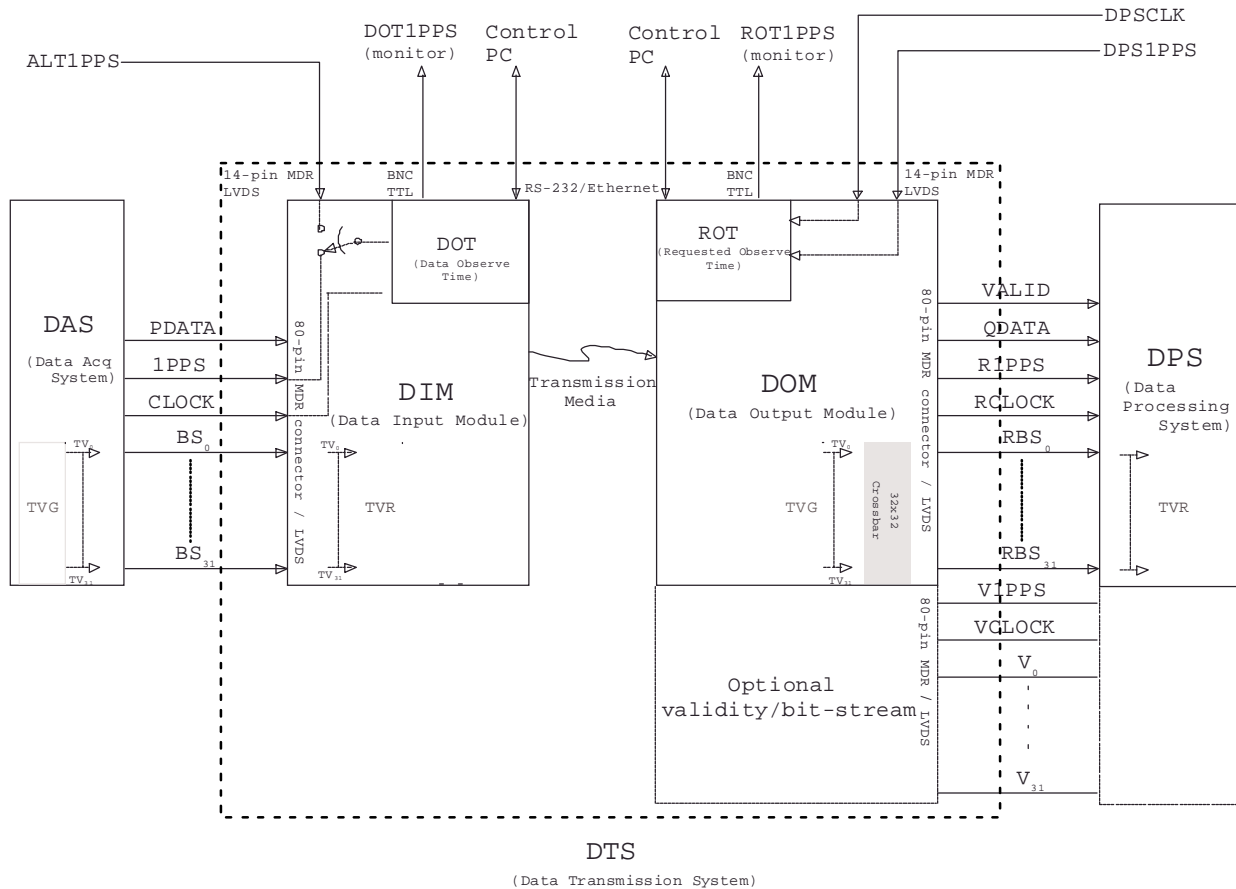 DPSCLK
DOT1PPS
(monitor)
Control
PC
Control
PC
ROT1PPS
(monitor)
DPS1PPS
ALT1PPS
14-pin MDR
LVDS
BNC
TTL
RS-232/Ethernet
BNC
TTL
14-pin MDR
LVDS
DOT
(Data Observe
Time)
ROT
(Requested Observe
Time)
DAS
(Data Acq
System)
PDATA
1PPS
CLOCK
BS0
BS31
TVG
TV0
TV31
80-pin MDR connector / LVDS
DIM
(Data Input Module)
TV0
TVR
TV31
Transmission
Media
DOM
(Data Output Module)
TV0
TVG
TV31
32x32
Crossbar
80-pin MDR connector / LVDS
VALID
QDATA
R1PPS
RCLOCK
RBS0
RBS31
DPS
(Data
Processing
System)
TVR
Optional
validity/bit-stream
80-pin MDR / LVDS
V1PPS
VCLOCK
V0
V31
DTS
(Data Transmission System)